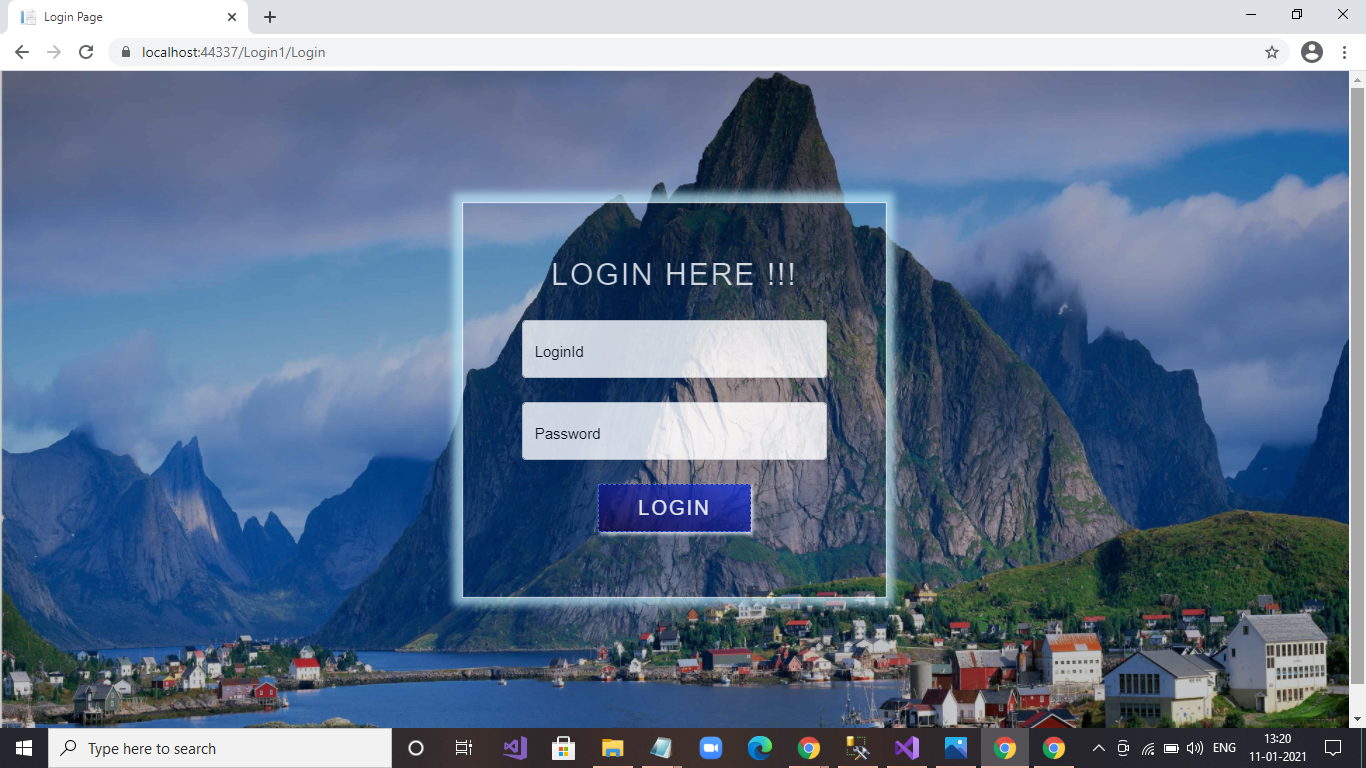 Login Page
localhost:44337/Login1/Login
LOGIN HERE !!!
LoginId
Password
LOGIN
Type here to search
ENG
13:20
11-01-2021